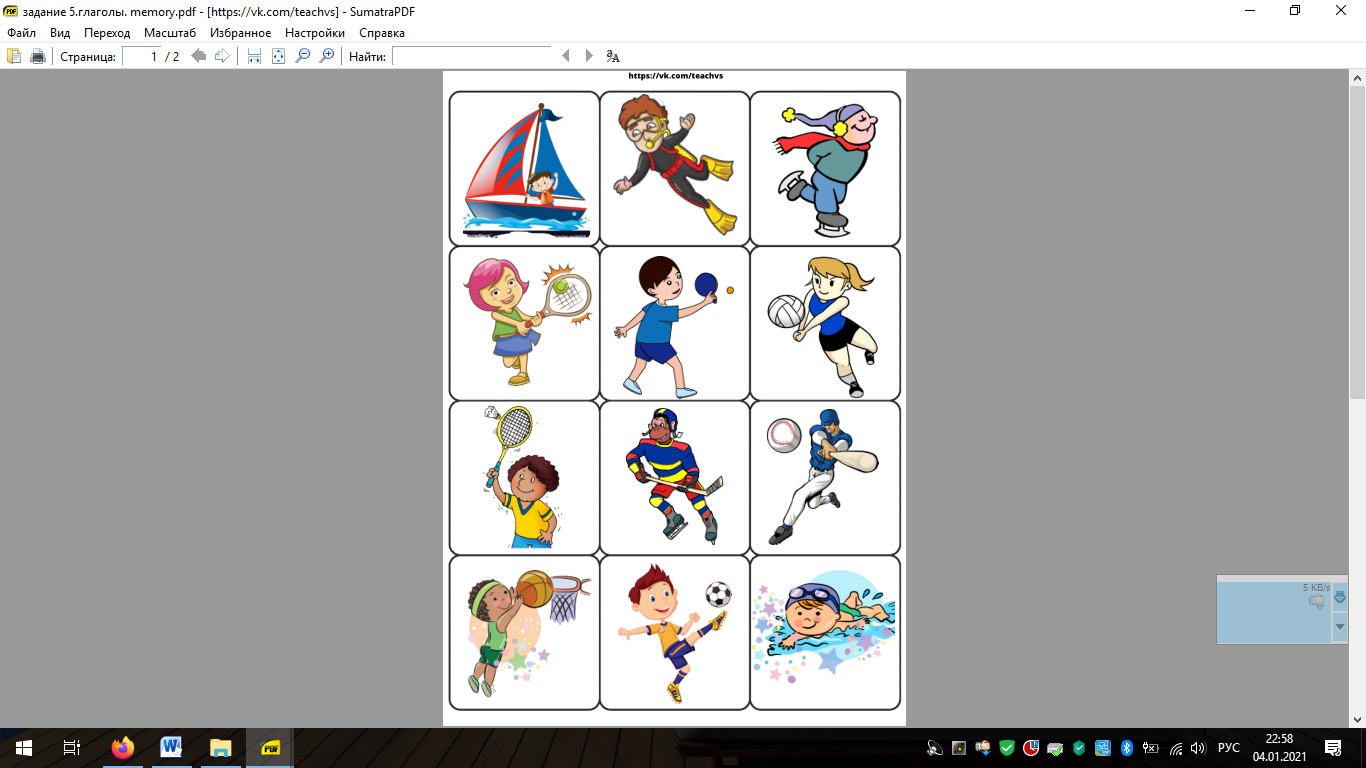 задание 5.глаголы. memory.pdf - [https://vk.com/teachvs] - SumatraPDF
Файл Вид Переход Масштаб Избранное Настройки Справка
Страница: 1 / 2 Найти:
https://vk.com/teachvs
5 KB/s
РУС
22:58
04.01.2021